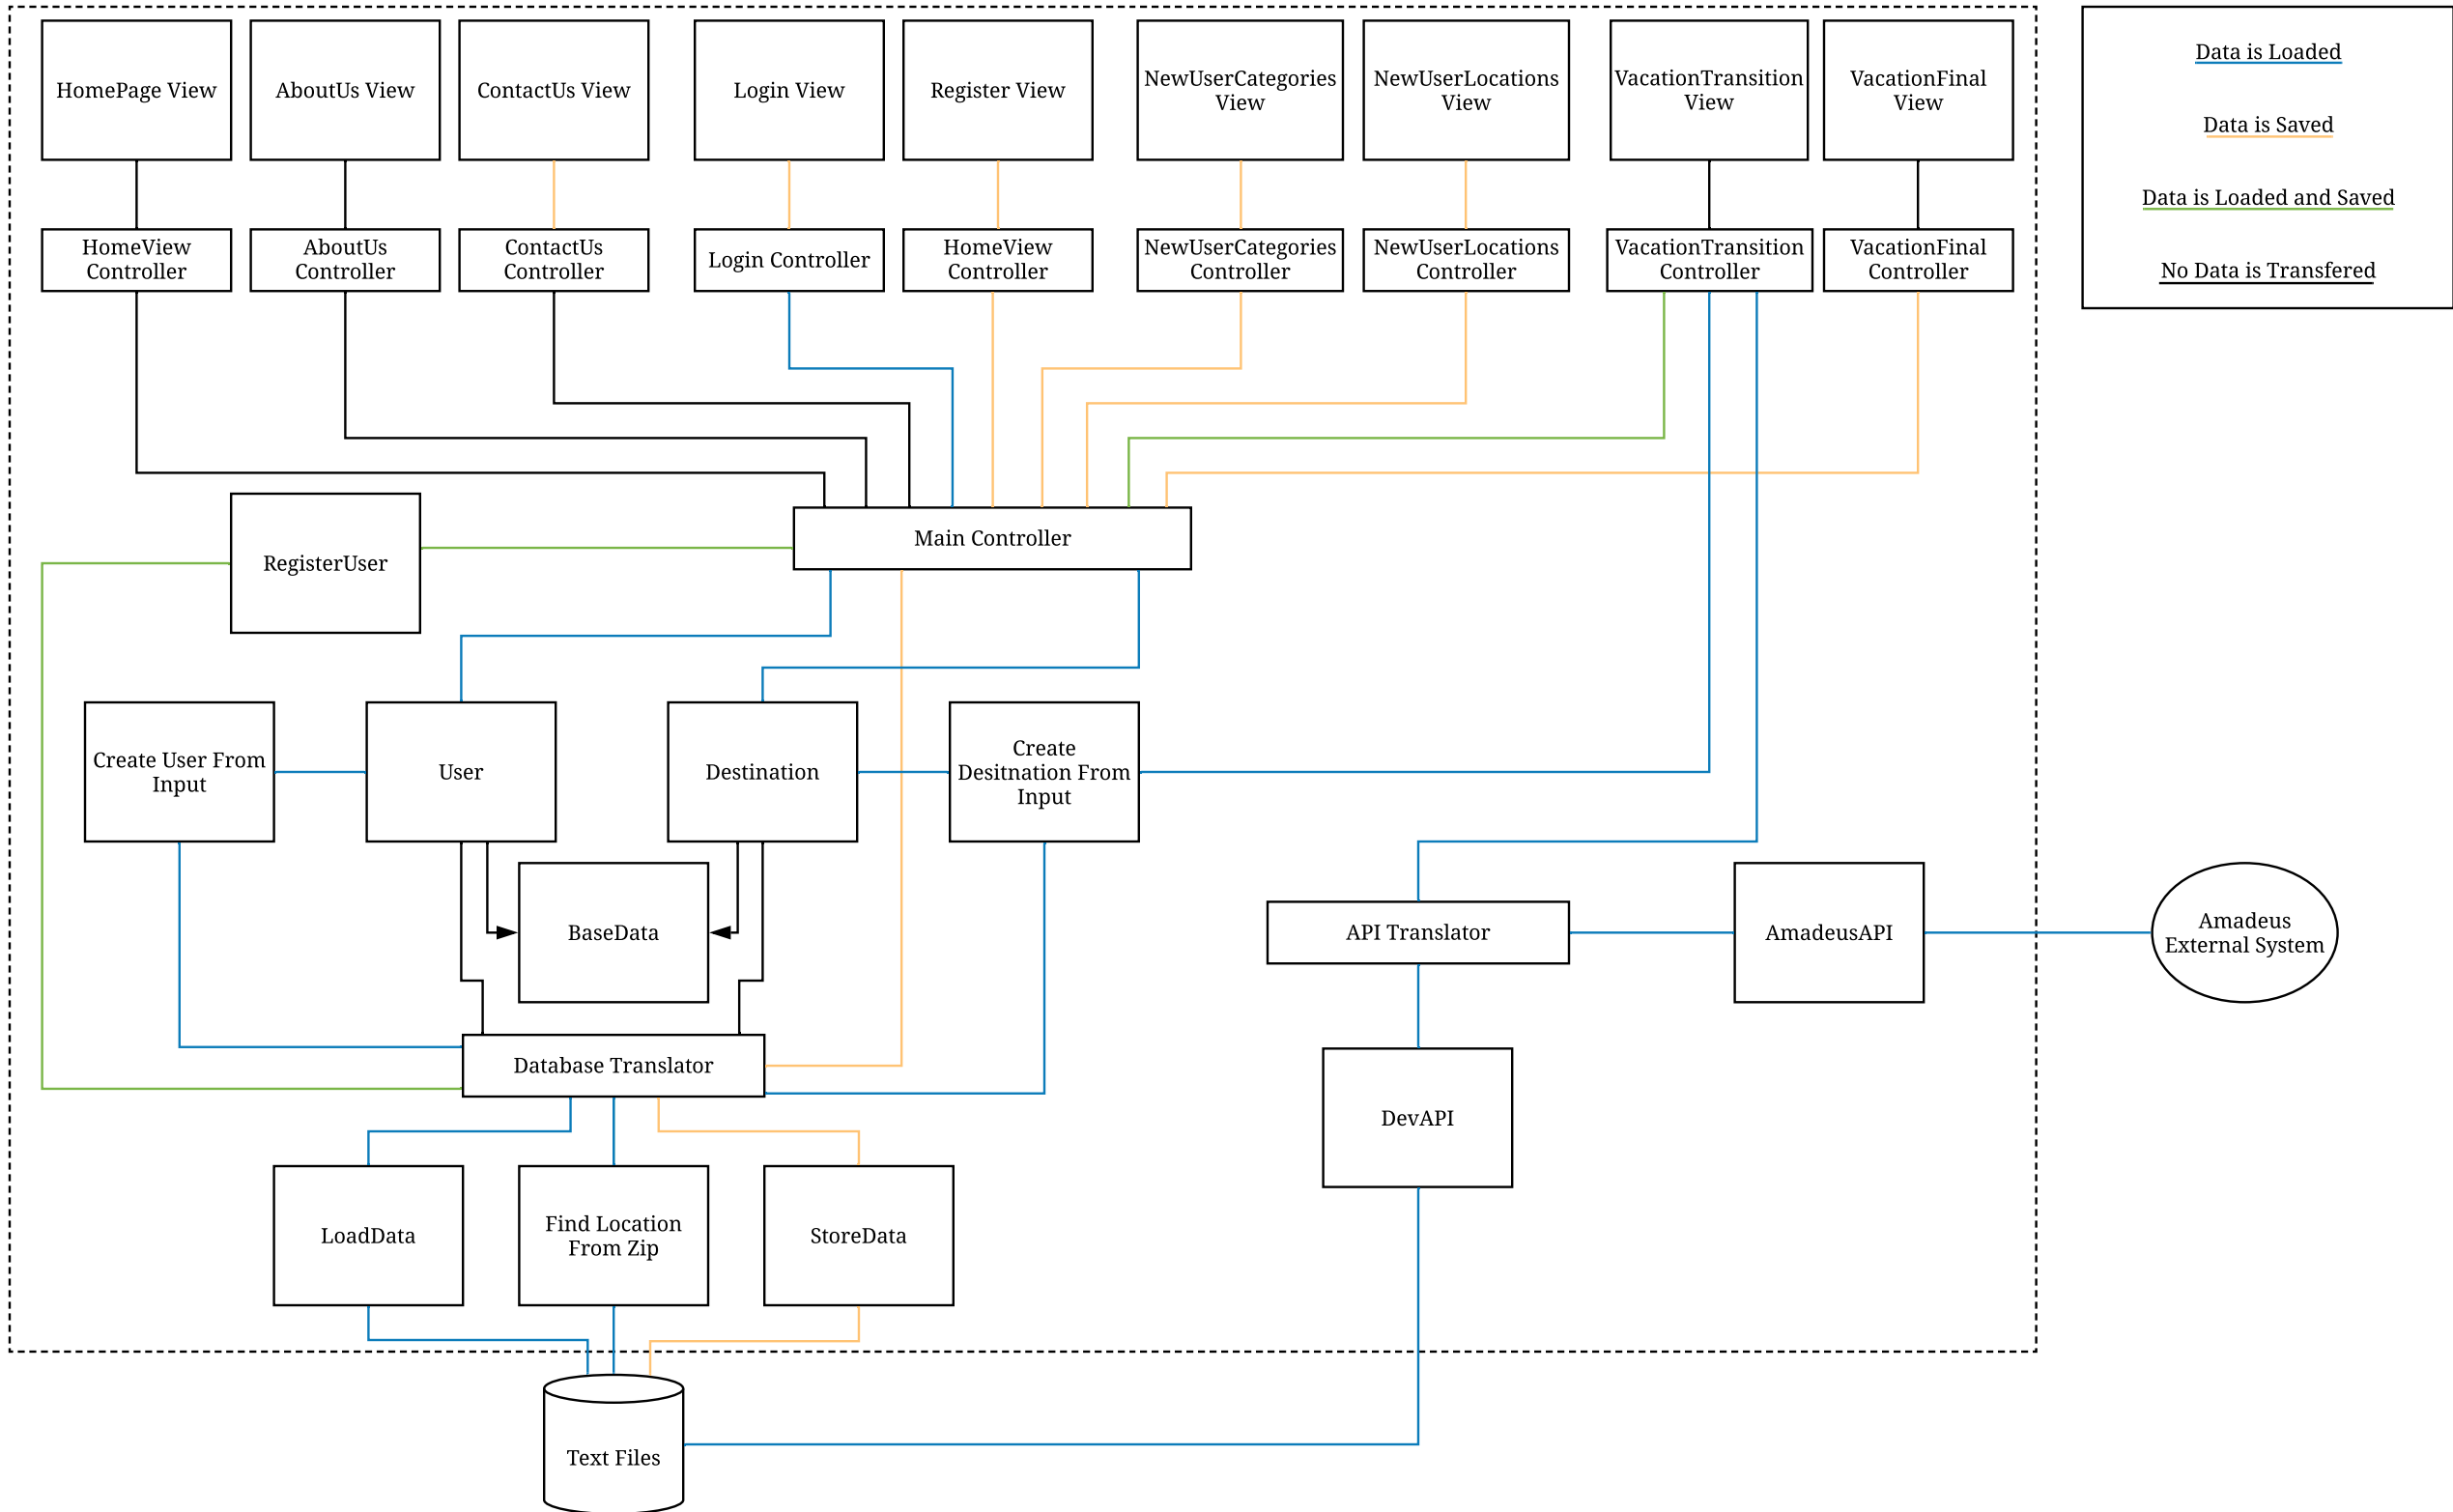 HomePage View
AboutUs View
ContactUs View
Login View
Register View
NewUserCategories
View
NewUserLocations
View
VacationTransition
View
VacationFinal
View
Data is Loaded
Data is Saved
Data is Loaded and Saved
No Data is Transfered
HomeView
Controller
AboutUs
Controller
ContactUs
Controller
Login Controller
HomeView
Controller
NewUserCategories
Controller
NewUserLocations
Controller
VacationTransition
Controller
VacationFinal
Controller
Main Controller
RegisterUser
Create User From
Input
User
Destination
Create
Desitnation From
Input
BaseData
API Translator
AmadeusAPI
Amadeus
External System
Database Translator
DevAPI
LoadData
Find Location
From Zip
StoreData
Text Files